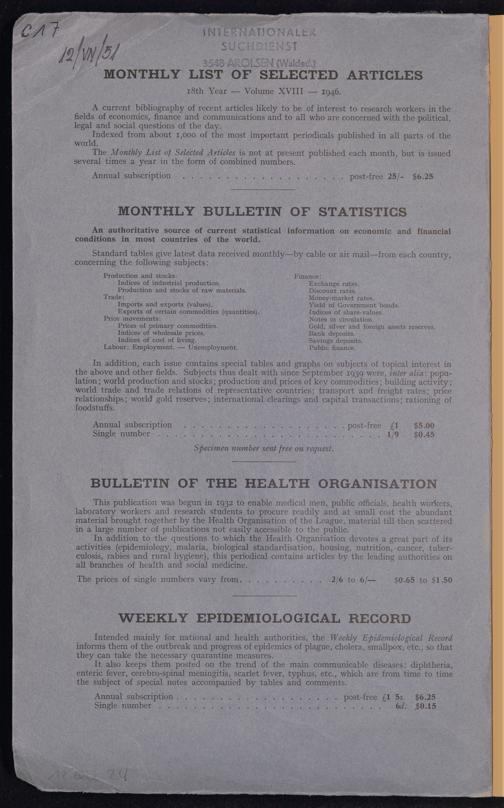 C17
12/VII/51
INTERNATIONALER
SUCHDIENST
3548 AROLSEN (Waldeck)
MONTHLY LIST OF SELECTED ARTICLES
18th Year — Volume XVIII — 1946.
A current bibliography of recent articles likely to be of interest to research workers in the
fields of economics, finance and communications and to all who are concerned with the political,
legal and social questions of the day.
Indexed from about 1,000 of the most important periodicals published in all parts of the
world.
The Monthly List of Selected Articles is not at present published each month, but is issued
several times a year in the form of combined numbers.
Annual subscription . . . . . . . . . . . . . . . . . . post-free 25/- $6.25
MONTHLY BULLETIN OF STATISTICS
An authoritative source of current statistical information on economic and financial
conditions in most countries of the world.
Standard tables give latest data received monthly—by cable or air mail—from each country,
concerning the following subjects:
Production and stocks:
Indices of industrial production.
Production and stocks of raw materials.
Trade:
Imports and exports (values).
Exports of certain commodities (quantities).
Price movements:
Prices of primary commodities.
Indices of wholesale prices.
Indices of cost of living.
Labour: Employment. — Unemployment.
Finance:
Exchange rates.
Discount rates.
Money-market rates.
Yield of Government bonds.
Indices of share-values.
Notes in circulation.
Gold, silver and foreign assets reserves.
Bank deposits.
Savings deposits.
Public finance.
In addition, each issue contains special tables and graphs on subjects of topical interest in
the above and other fields. Subjects thus dealt with since September 1939 were, inter alia: popu-
lation; world production and stocks; production and prices of key commodities; building activity;
world trade and trade relations of representative countries; transport and freight rates; price
relationships; world gold reserves; international clearings and capital transactions; rationing of
foodstuffs.
Annual subscription . . . . . . . . . . . . . . . . . . post-free £1 $5.00
Single number . . . . . . . . . . . . . . . . . . . . . . . . 1/9 $0.45
Specimen number sent free on request.
BULLETIN OF THE HEALTH ORGANISATION
This publication was begun in 1932 to enable medical men, public officials, health workers,
laboratory workers and research students to procure readily and at small cost the abundant
material brought together by the Health Organisation of the League, material till then scattered
in a large number of publications not easily accessible to the public.
In addition to the questions to which the Health Organisation devotes a great part of its
activities (epidemiology, malaria, biological standardisation, housing, nutrition, cancer, tuber-
culosis, rabies and rural hygiene), this periodical contains articles by the leading authorities on
all branches of health and social medicine.
The prices of single numbers vary from. . . . . . . . . . 2/6 to 6/— $0.65 to $1.50
WEEKLY EPIDEMIOLOGICAL RECORD
Intended mainly for national and health authorities, the Weekly Epidemiological Record
informs them of the outbreak and progress of epidemics of plague, cholera, smallpox, etc., so that
they can take the necessary quarantine measures.
It also keeps them posted on the trend of the main communicable diseases: diphtheria,
enteric fever, cerebro-spinal meningitis, scarlet fever, typhus, etc., which are from time to time
the subject of special notes accompanied by tables and comments.
Annual subscription . . . . . . . . . . . . . . . . . . post-free £1 5s. $6.25
Single number . . . . . . . . . . . . . . . . . . . . . . . . 6d. $0.15